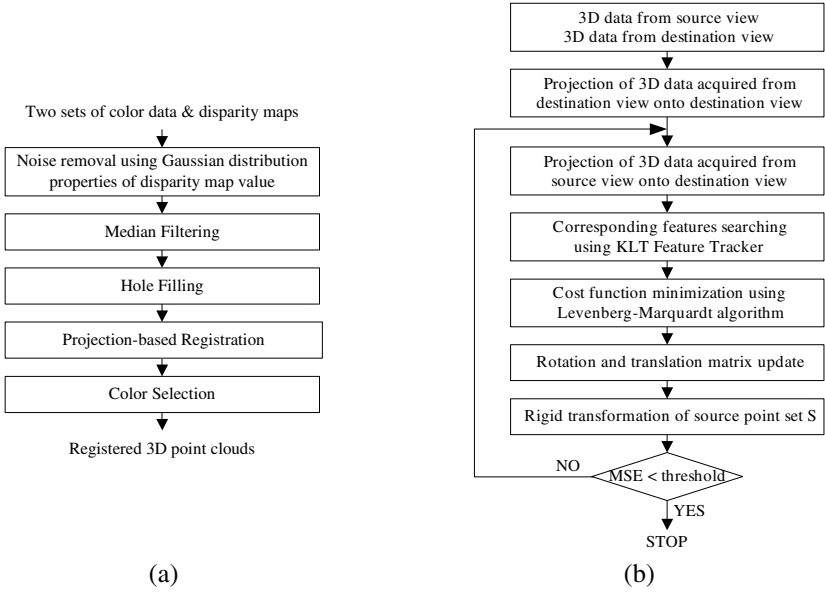 Two sets of color data & disparity maps
Noise removal using Gaussian distribution
properties of disparity map value
Median Filtering
Hole Filling
Projection-based Registration
Color Selection
Registered 3D point clouds
(a)
3D data from source view
3D data from destination view
Projection of 3D data acquired from
destination view onto destination view
Projection of 3D data acquired from
source view onto destination view
Corresponding features searching
using KLT Feature Tracker
Cost function minimization using
Levenberg-Marquardt algorithm
Rotation and translation matrix update
Rigid transformation of source point set S
NO
MSE < threshold
YES
STOP
(b)